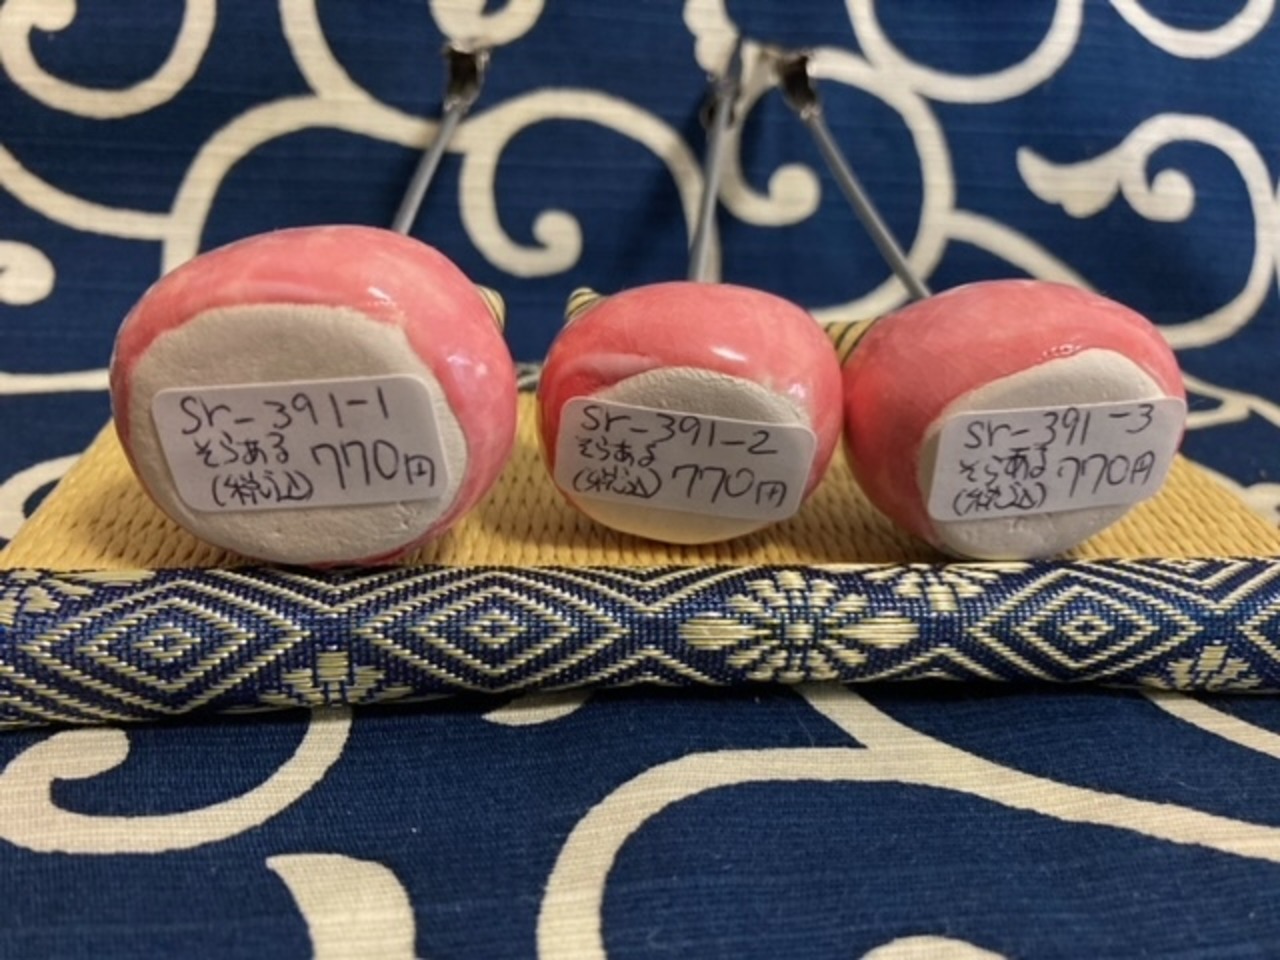 Sr-391-1
そらある
(税込) 770円
Sr-391-2
そらある
(税込) 770円
Sr-391-3
そらある
(税込) 770円